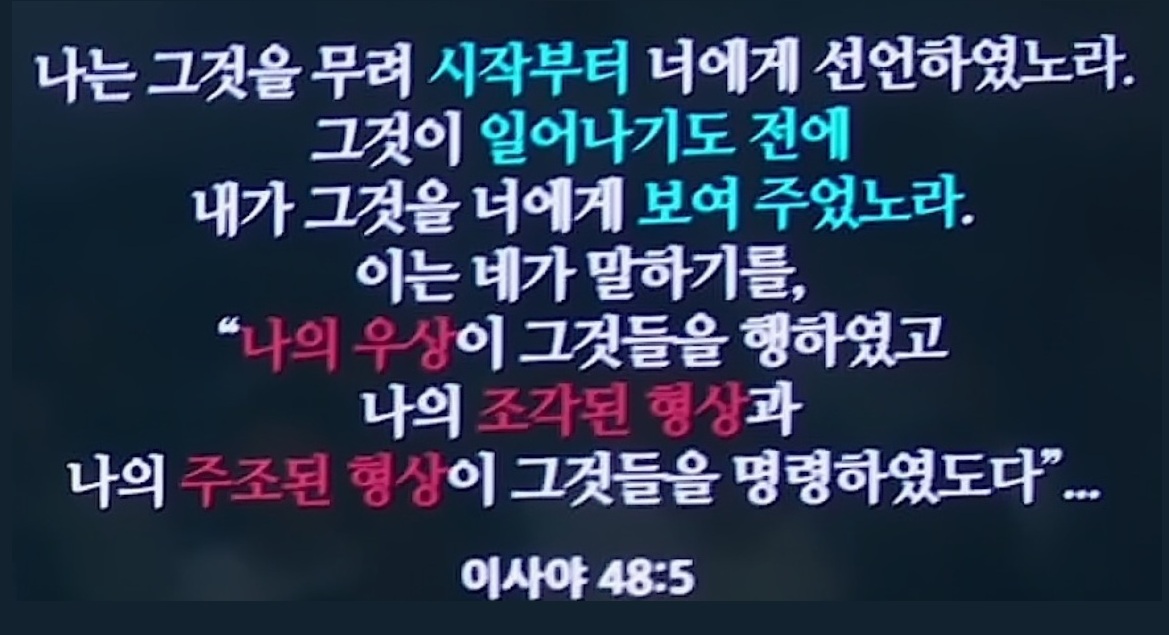 나는 그것을 무려 시작부터 너에게 선언하였노라.
그것이 일어나기도 전에
내가 그것을 너에게 보여 주었노라.
이는 네가 말하기를,
“나의 우상이 그것들을 행하였고
나의 조각된 형상과
나의 주조된 형상이 그것들을 명령하였도다”...
이사야 48:5